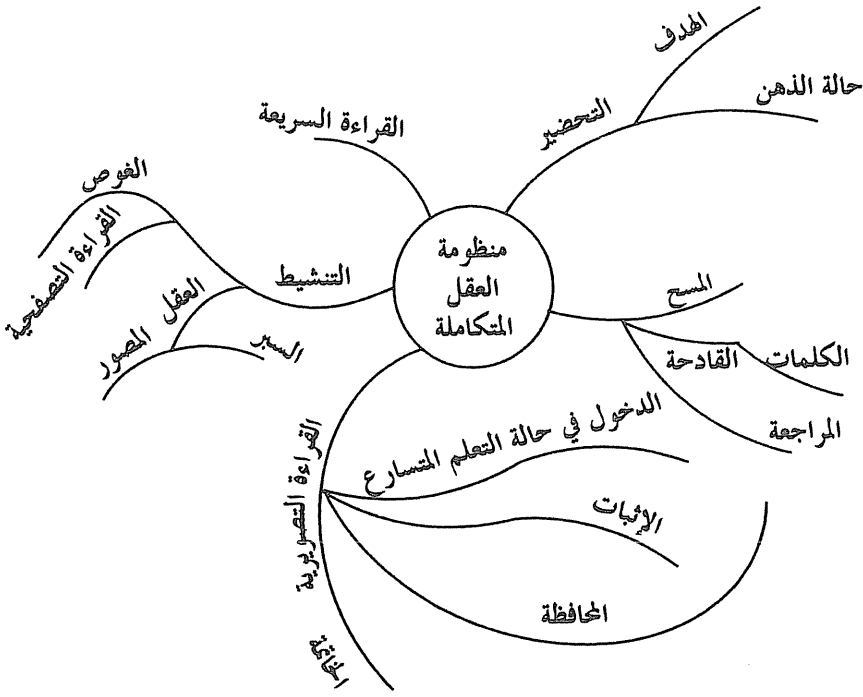 منظومة
العقل
المتكاملة
التحضير
الهدف
حالة الذهن
المسح
الكلمات القادحة
المراجعة
القراءة التصويرية
الدخول في حالة التعلم المتسارع
الإثبات
المحافظة
الخاتمة
التنشيط
الغوص
القراءة التصفحية
العقل المصور
السبر
القراءة السريعة